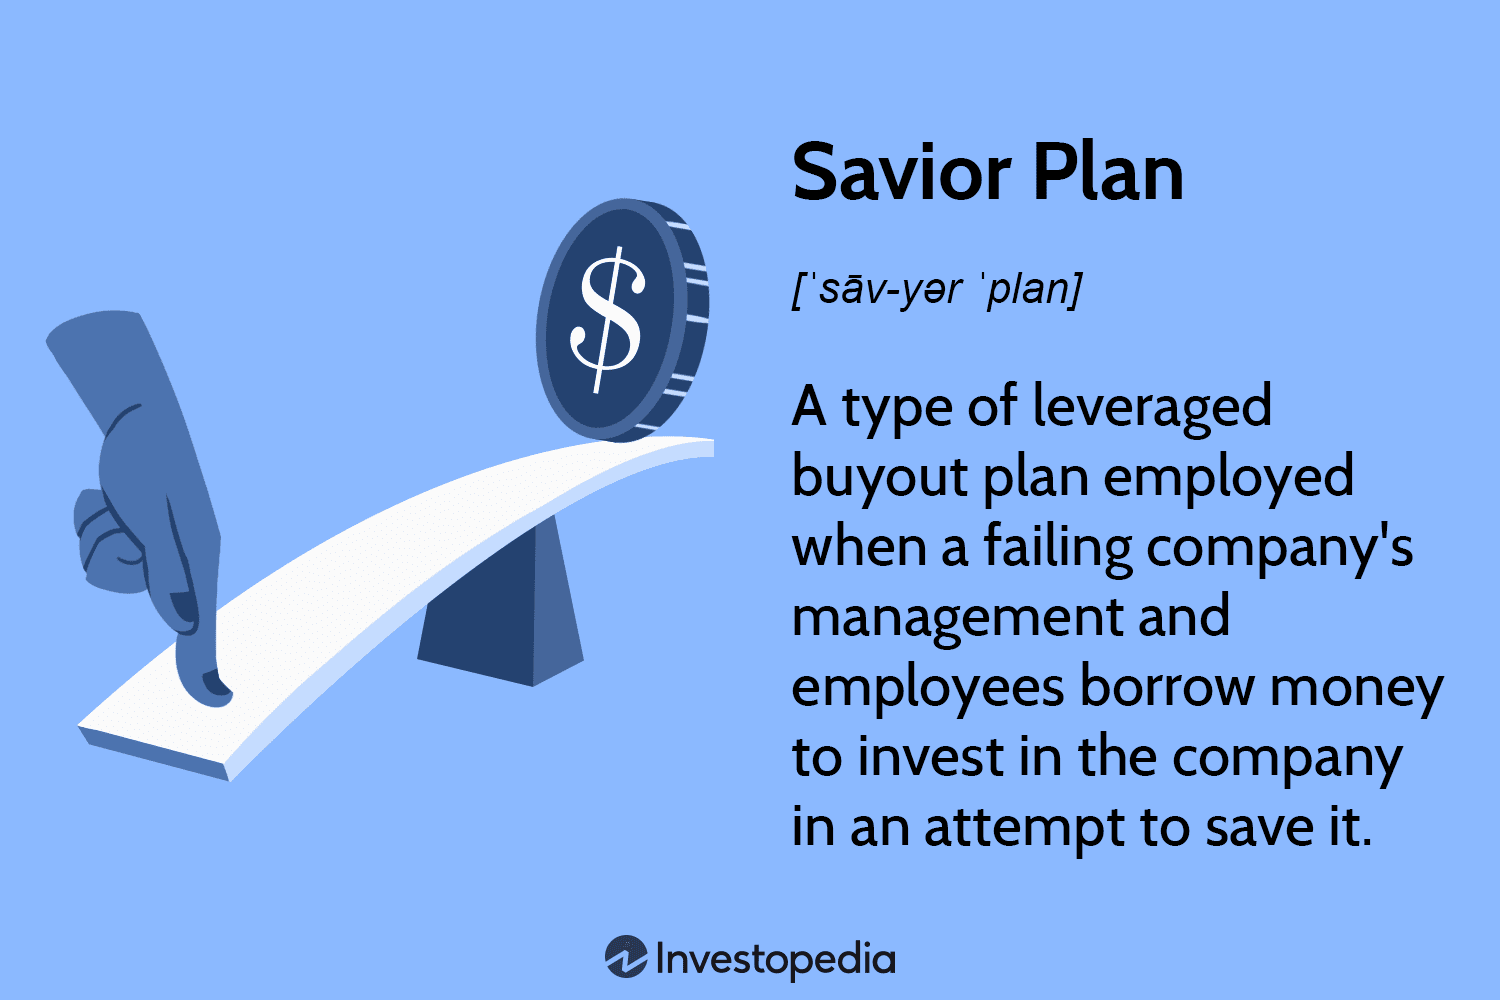 $
Savior Plan
[ˈsāv-yər ˈplan]
A type of leveraged
buyout plan employed
when a failing company's
management and
employees borrow money
to invest in the company
in an attempt to save it.
Investopedia